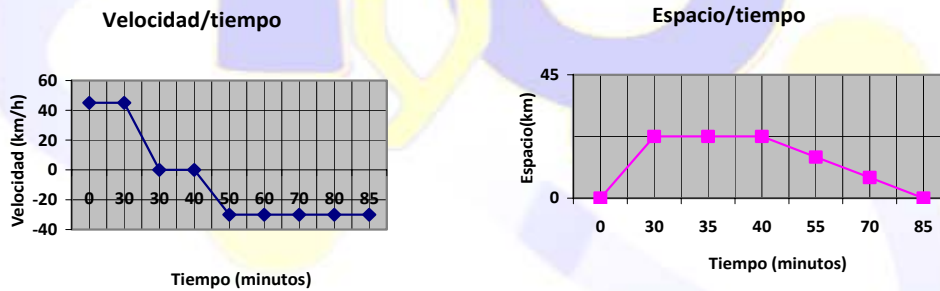 Velocidad/tiempo
Velocidad (km/h)
60
40
20
0
-20
-40
0 30 30 40 50 60 70 80 85
Tiempo (minutos)
Espacio/tiempo
Espacio(km)
45
0
0 30 35 40 55 70 85
Tiempo (minutos)